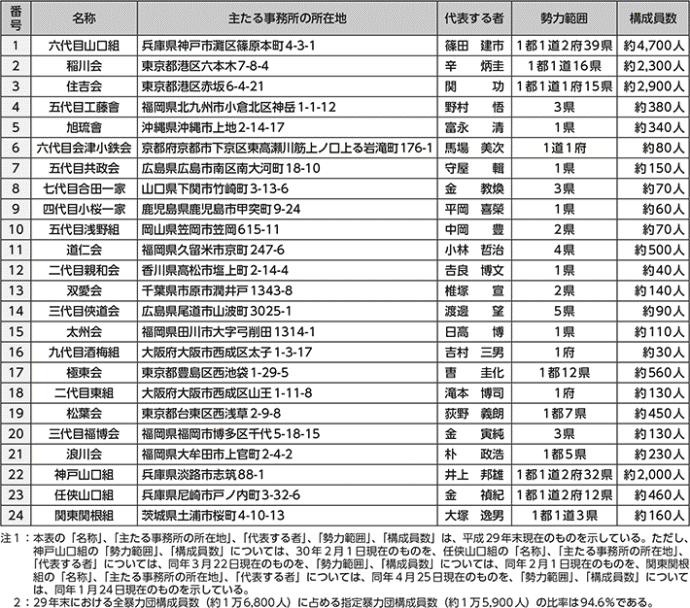 番号 名称 主たる事務所の所在地 代表する者 勢力範囲 構成員数
1 六代目山口組 兵庫県神戸市灘区篠原本町4-3-1 篠田 建市 1都1道2府39県 約4,700人
2 稲川会 東京都港区六本木7-8-4 辛 炳圭 1都1道16県 約2,300人
3 住吉会 東京都港区赤坂6-4-21 関 功 1都1道1府15県 約2,900人
4 五代目工藤會 福岡県北九州市小倉北区神岳1-1-12 野村 悟 3県 約380人
5 旭琉會 沖縄県沖縄市上地2-14-17 富永 清 1県 約340人
6 六代目会津小鉄会 京都府京都市下京区東高瀬川筋上ノ口上る岩滝町176-1 馬場 美次 1道1府 約80人
7 五代目共政会 広島県広島市南区南大河町18-10 守屋 輯 1県 約150人
8 七代目合田一家 山口県下関市竹崎町3-13-6 金 教煥 3県 約70人
9 四代目小桜一家 鹿児島県鹿児島市甲突町9-24 平岡 喜榮 1県 約60人
10 五代目浅野組 岡山県笠岡市笠岡615-11 中岡 豊 2県 約70人
11 道仁会 福岡県久留米市京町247-6 小林 哲治 4県 約500人
12 二代目親和会 香川県高松市塩上町2-14-4 吉良 博文 1県 約40人
13 双愛会 千葉県市原市潤井戸1343-8 椎塚 宣 2県 約140人
14 三代目俠道会 広島県尾道市山波町3025-1 渡邊 望 5県 約90人
15 太州会 福岡県田川市大字弓削田1314-1 日高 博 1県 約110人
16 九代目酒梅組 大阪府大阪市西成区太子1-3-17 吉村 三男 1府 約30人
17 極東会 東京都豊島区西池袋1-29-5 曺 圭化 1都12県 約560人
18 二代目東組 大阪府大阪市西成区山王1-11-8 滝本 博司 1府 約130人
19 松葉会 東京都台東区西浅草2-9-8 荻野 義朗 1都7県 約450人
20 三代目福博会 福岡県福岡市博多区千代5-18-15 金 寅純 3県 約130人
21 浪川会 福岡県大牟田市上官町2-4-2 朴 政浩 1都5県 約230人
22 神戸山口組 兵庫県淡路市志筑88-1 井上 邦雄 1都1道2府32県 約2,000人
23 任俠山口組 兵庫県尼崎市戸ノ内町3-32-6 金 禎紀 1都1道2府12県 約460人
24 関東関根組 茨城県土浦市桜町4-10-13 大塚 逸男 1都1道3県 約160人
注1：本表の「名称」、「主たる事務所の所在地」、「代表する者」、「勢力範囲」、「構成員数」は、平成29年末現在のものを示している。ただし、
神戸山口組の「勢力範囲」、「構成員数」については、30年2月1日現在のものを、任俠山口組の「名称」、「主たる事務所の所在地」、
「代表する者」については、同年3月22日現在のものを、「勢力範囲」、「構成員数」については、同年2月1日現在のものを、関東関根
組の「名称」、「主たる事務所の所在地」、「代表する者」については、同年4月25日現在のものを、「勢力範囲」、「構成員数」につい
ては、同年1月24日現在のものを示している。
2：29年末における全暴力団構成員数（約1万6,800人）に占める指定暴力団構成員数（約1万5,900人）の比率は94.6%である。